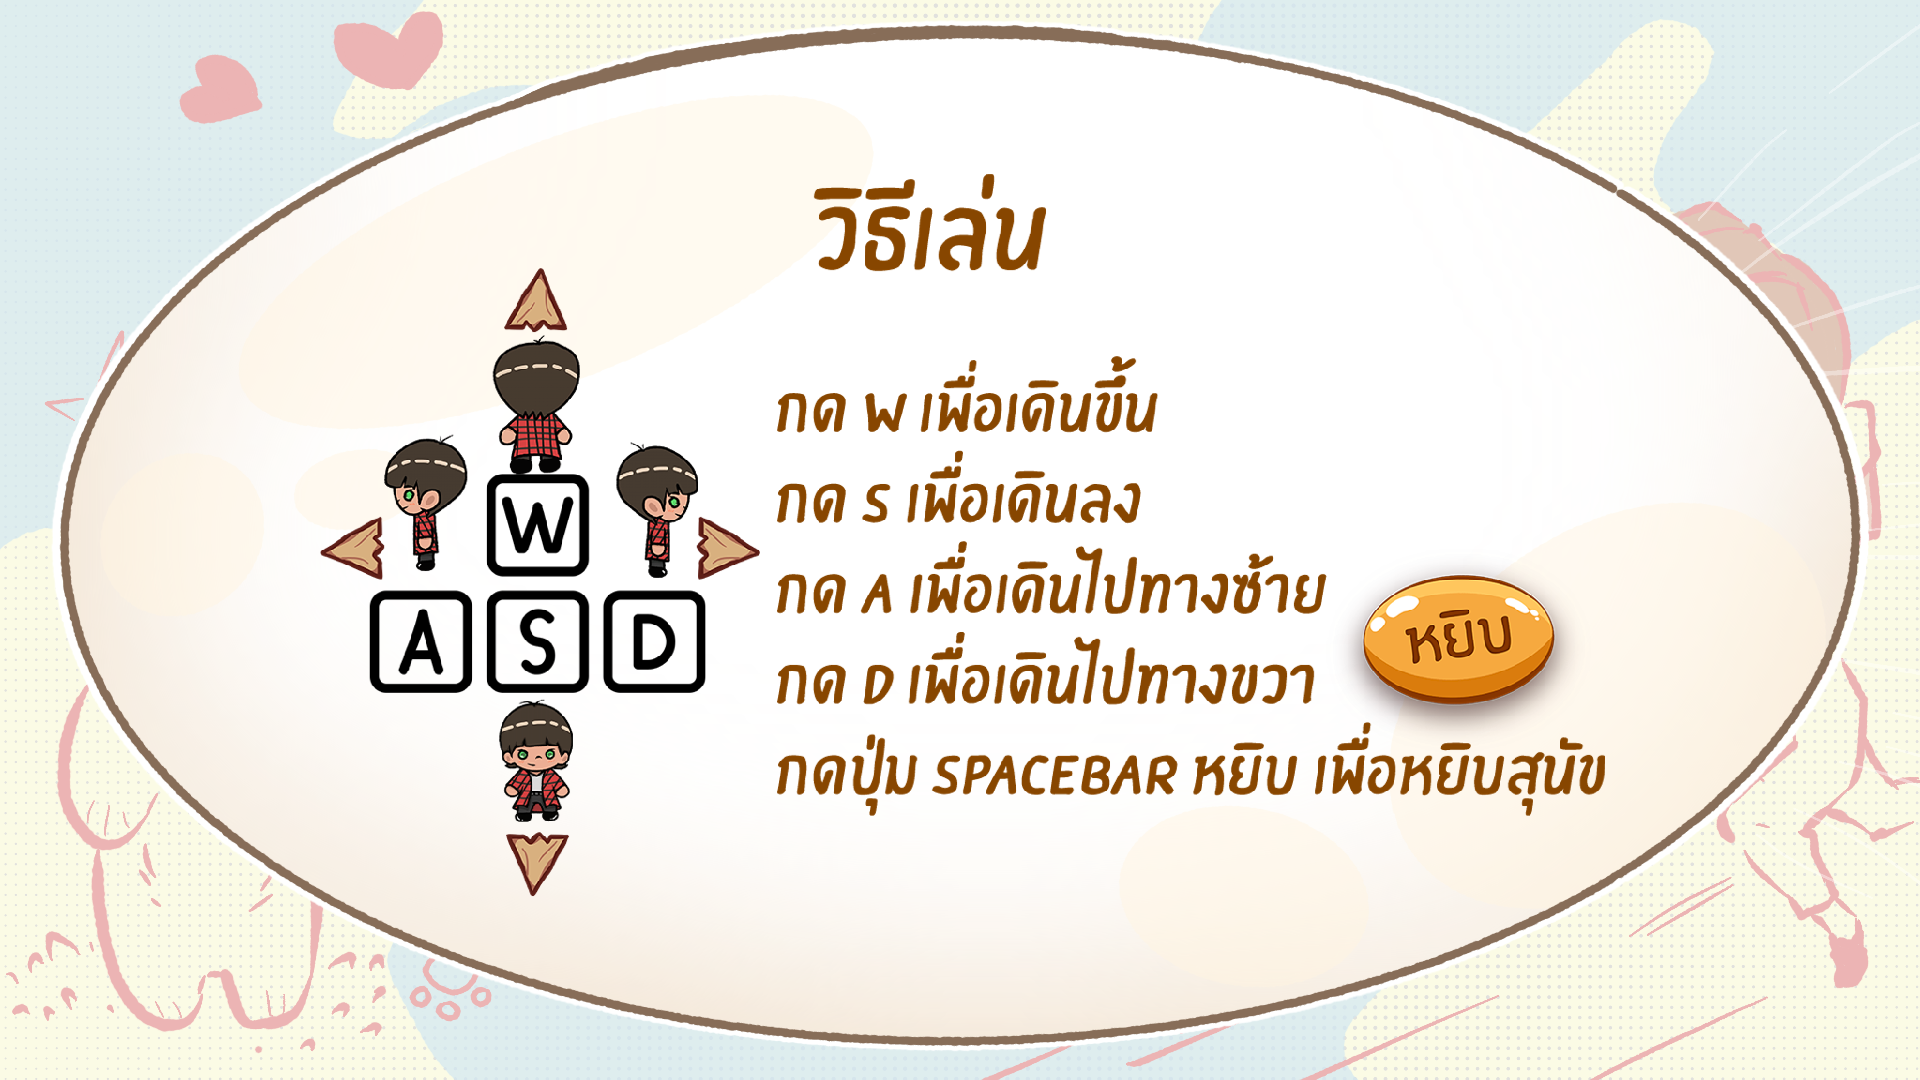 วิธีเล่น
กด W เพื่อเดินขึ้น
กด S เพื่อเดินลง
กด A เพื่อเดินไปทางซ้าย
กด D เพื่อเดินไปทางขวา
กดปุ่ม SPACEBAR หยิบ เพื่อหยิบสุนัข
หยิบ
W
A S D